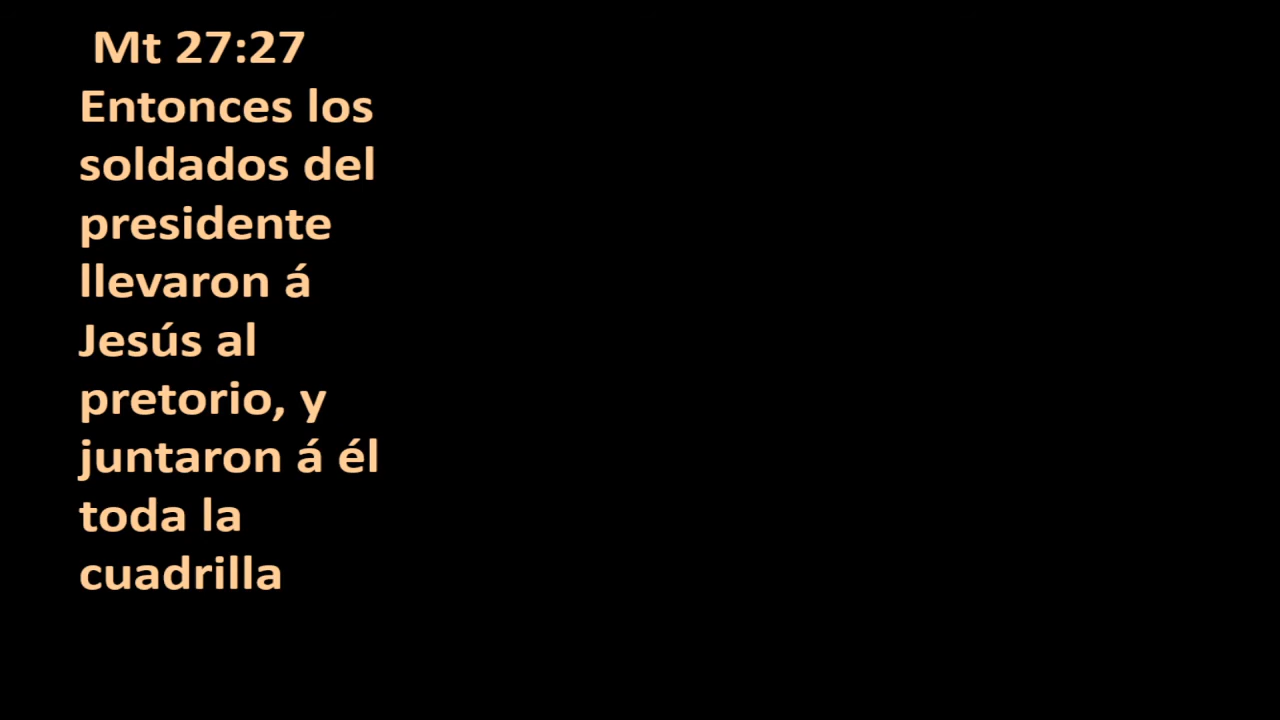 Mt 27:27
Entonces los
soldados del
presidente
llevaron á
Jesús al
pretorio, y
juntaron á él
toda la
cuadrilla